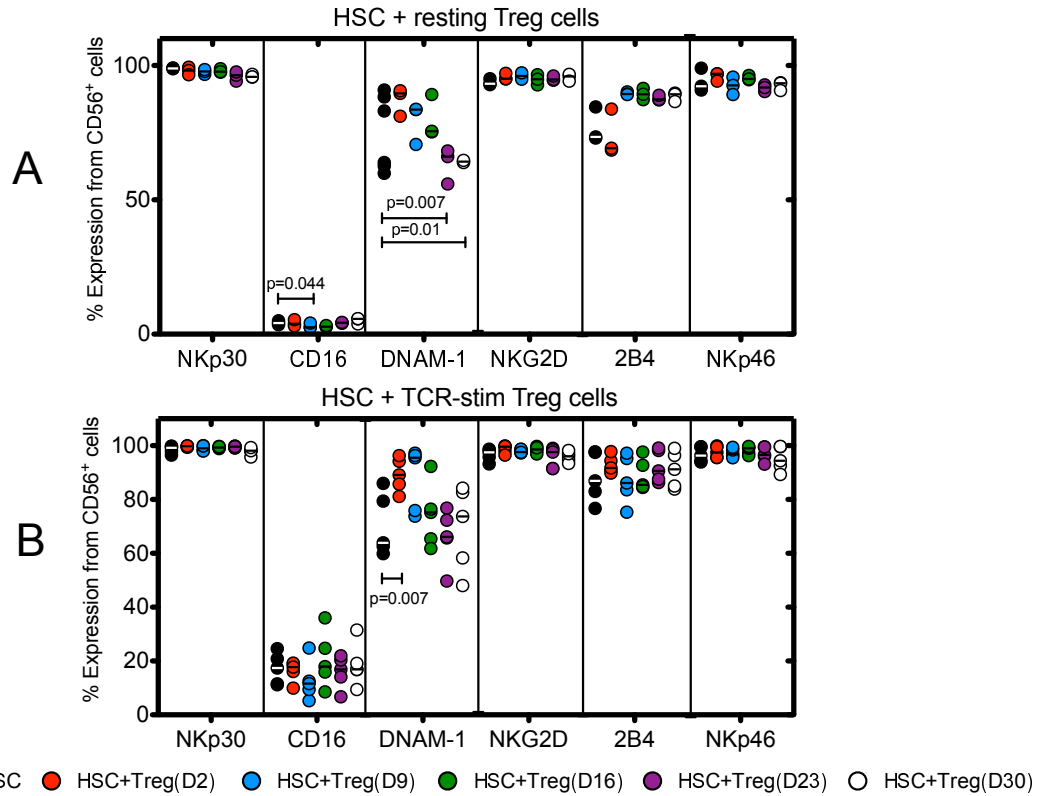 HSC + resting Treg cells
A
% Expression from CD56⁺ cells
100
50
0
p=0.044
p=0.007
p=0.01
NKp30 CD16 DNAM-1 NKG2D 2B4 NKp46
HSC + TCR-stim Treg cells
B
% Expression from CD56⁺ cells
100
80
60
40
20
0
p=0.007
NKp30 CD16 DNAM-1 NKG2D 2B4 NKp46
SC HSC+Treg(D2) HSC+Treg(D9) HSC+Treg(D16) HSC+Treg(D23) HSC+Treg(D30)